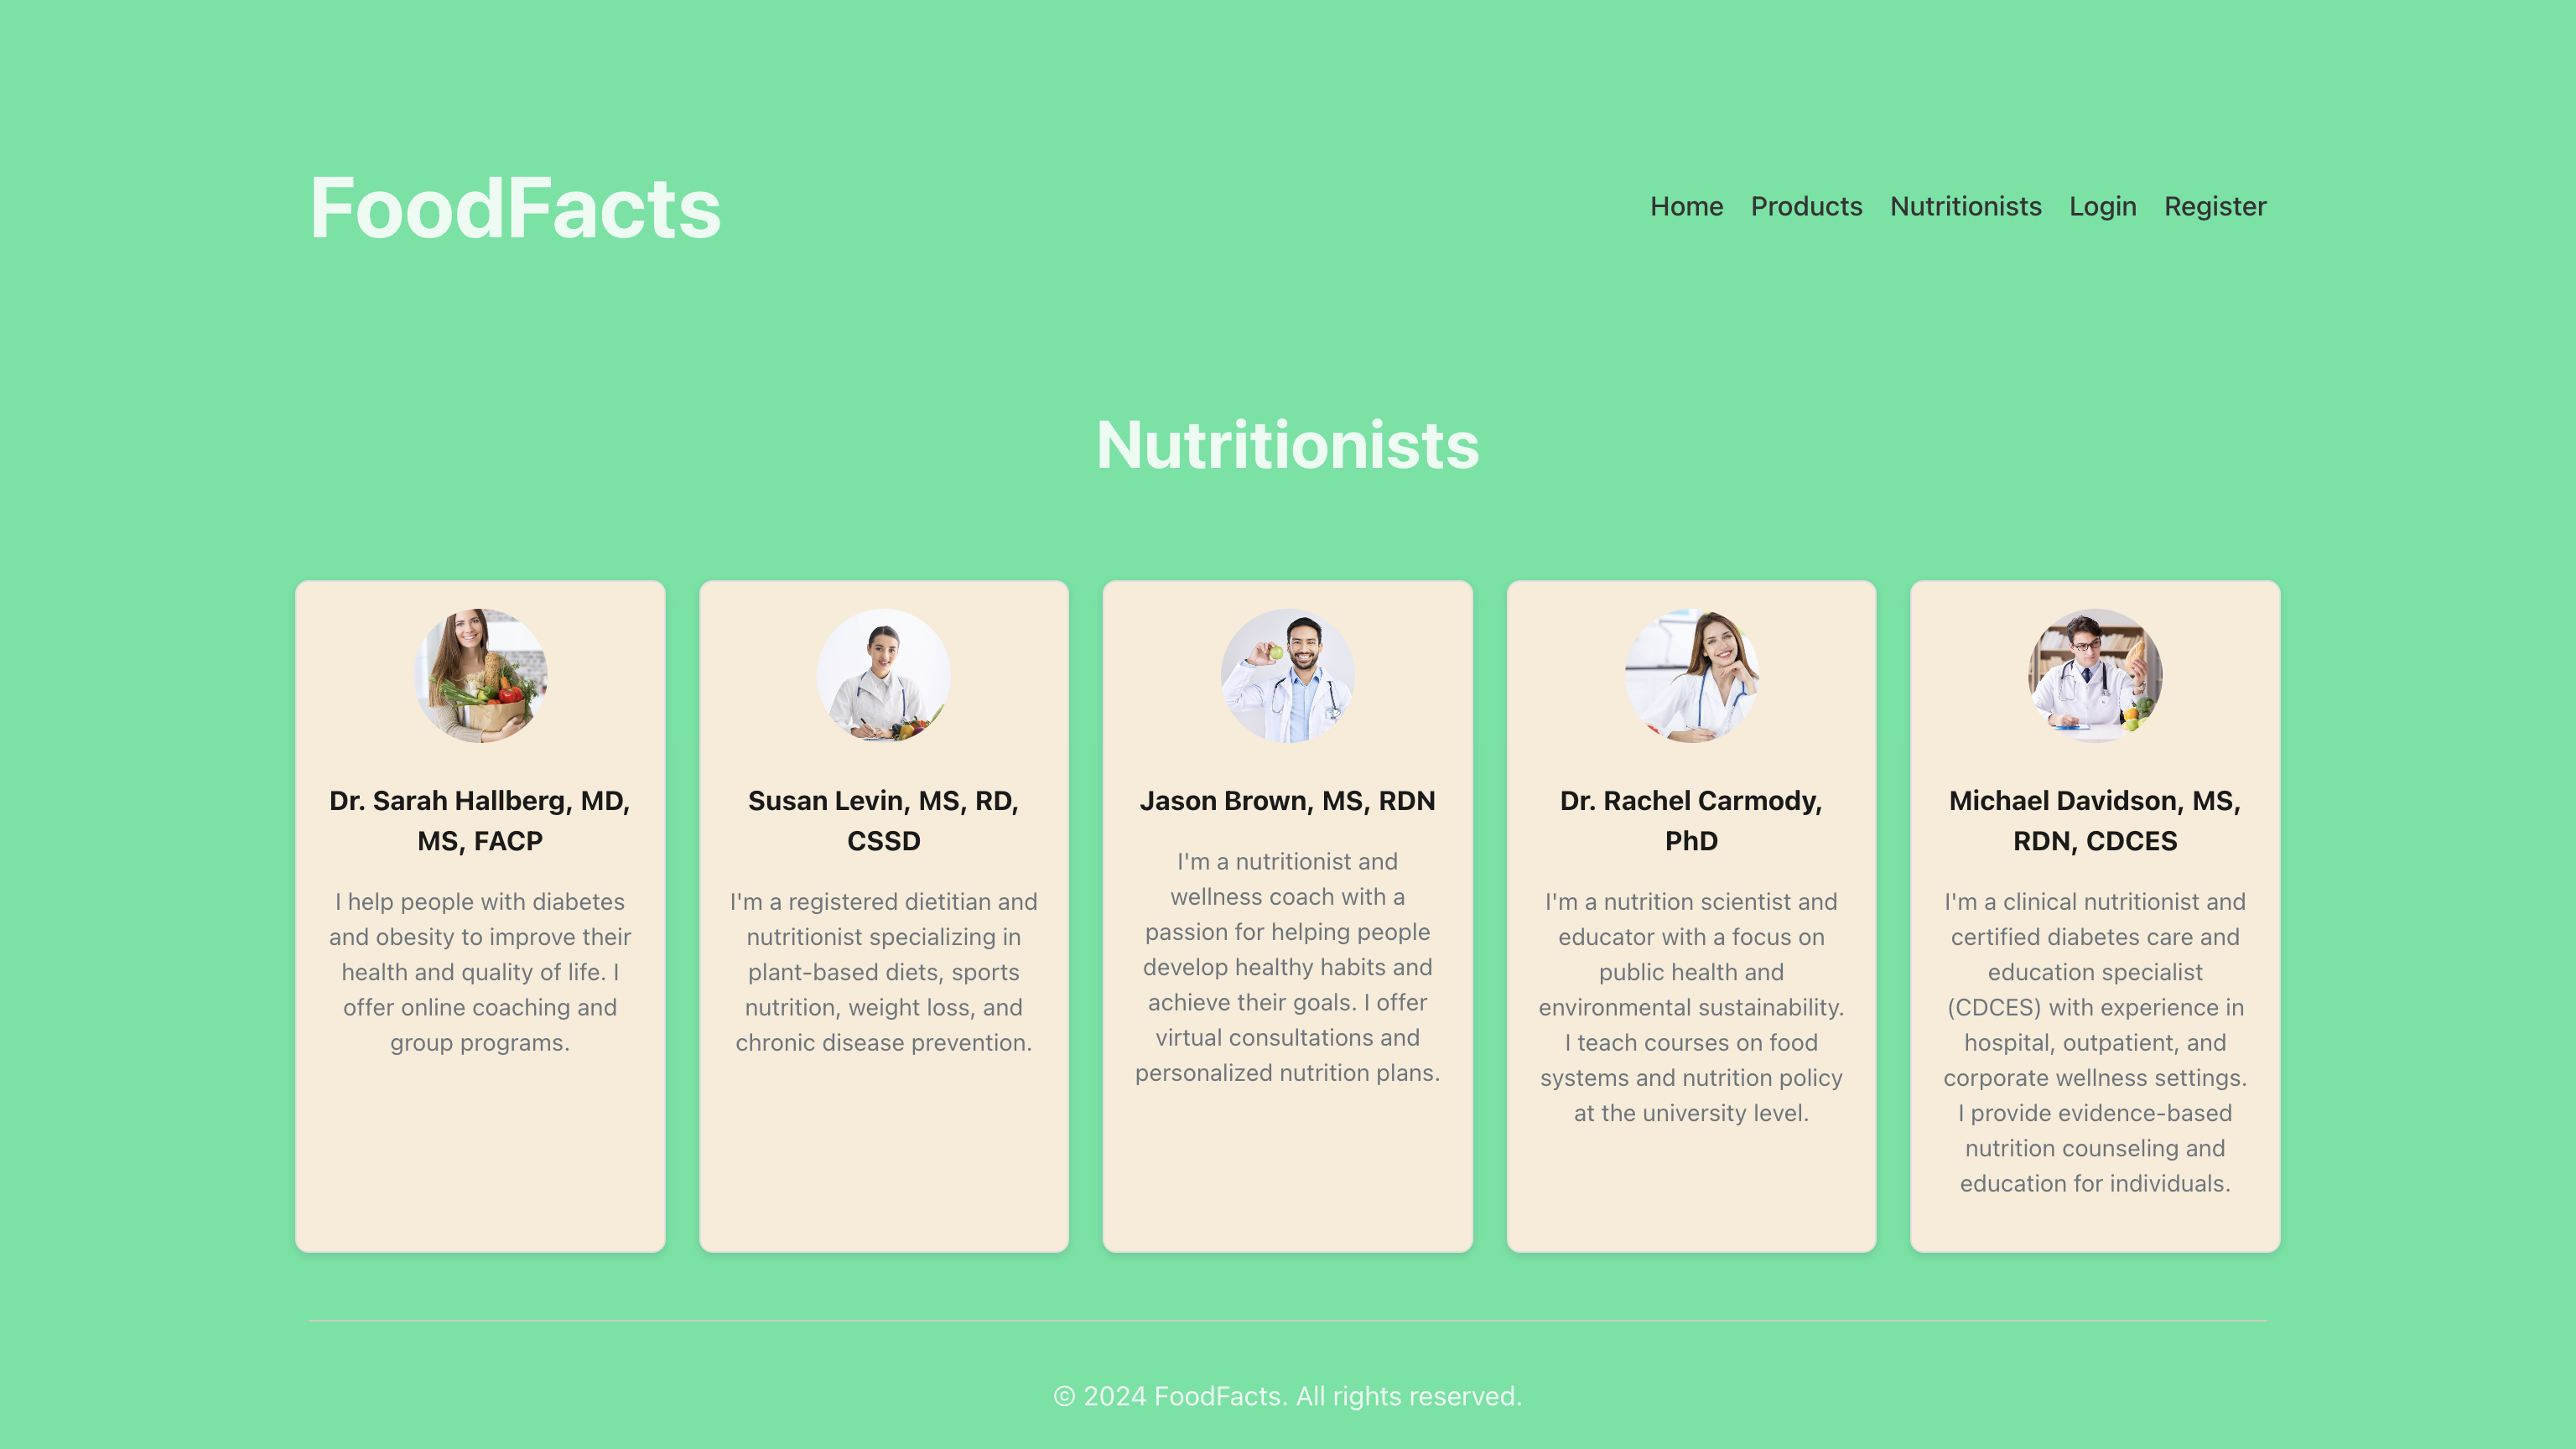 FoodFacts
Home Products Nutritionists Login Register
Nutritionists
Dr. Sarah Hallberg, MD,
MS, FACP
I help people with diabetes
and obesity to improve their
health and quality of life. I
offer online coaching and
group programs.
Susan Levin, MS, RD,
CSSD
I'm a registered dietitian and
nutritionist specializing in
plant-based diets, sports
nutrition, weight loss, and
chronic disease prevention.
Jason Brown, MS, RDN
I'm a nutritionist and
wellness coach with a
passion for helping people
develop healthy habits and
achieve their goals. I offer
virtual consultations and
personalized nutrition plans.
Dr. Rachel Carmody,
PhD
I'm a nutrition scientist and
educator with a focus on
public health and
environmental sustainability.
I teach courses on food
systems and nutrition policy
at the university level.
Michael Davidson, MS,
RDN, CDCES
I'm a clinical nutritionist and
certified diabetes care and
education specialist
(CDCES) with experience in
hospital, outpatient, and
corporate wellness settings.
I provide evidence-based
nutrition counseling and
education for individuals.
© 2024 FoodFacts. All rights reserved.